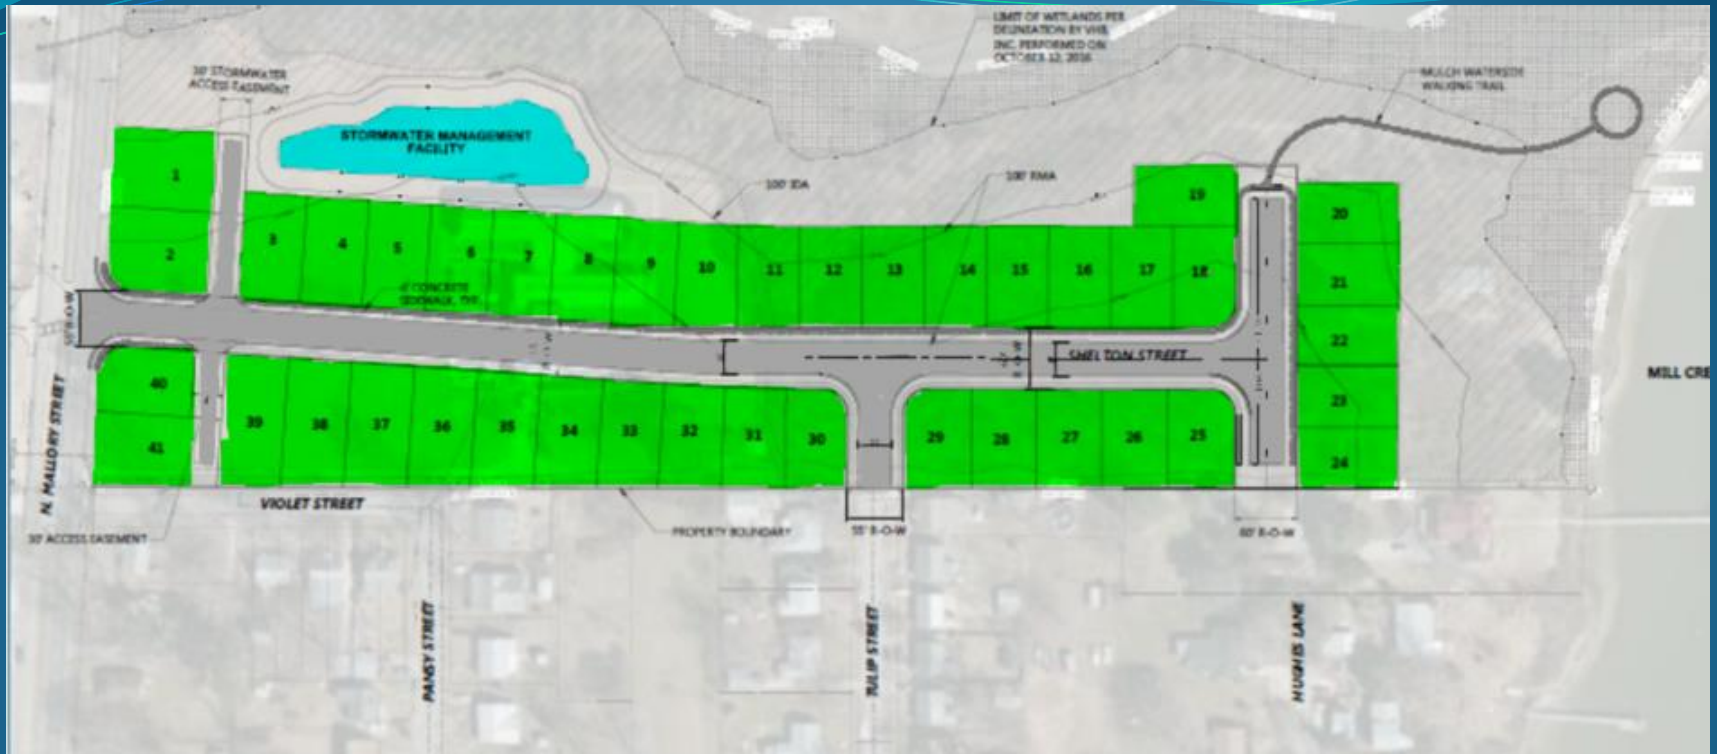 LIMIT OF WETLANDS PER
DELINEATION BY VHB,
INC. PERFORMED ON
OCTOBER 12, 2016
30' STORMWATER
ACCESS EASEMENT
MULCH WATERSIDE
WALKING TRAIL
STORMWATER MANAGEMENT
FACILITY
1
2
3
4
5
6
7
8
9
10
11
12
13
14
15
16
17
18
19
20
21
22
23
24
100' IDA
100' RMA
CONCRETE
SIDEWALK, TYP.
R-O-W
R-O-W
R-O-W
SHELTON STREET
MILL CRE
40
41
39
38
37
36
35
34
33
32
31
30
29
28
27
26
25
N. MALLORY STREET
VIOLET STREET
30' ACCESS EASEMENT
PROPERTY BOUNDARY
55' R-O-W
60' R-O-W
PANSY STREET
TULIP STREET
HUGHES LANE